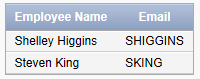 Employee Name Email
Shelley Higgins SHIGGINS
Steven King SKING